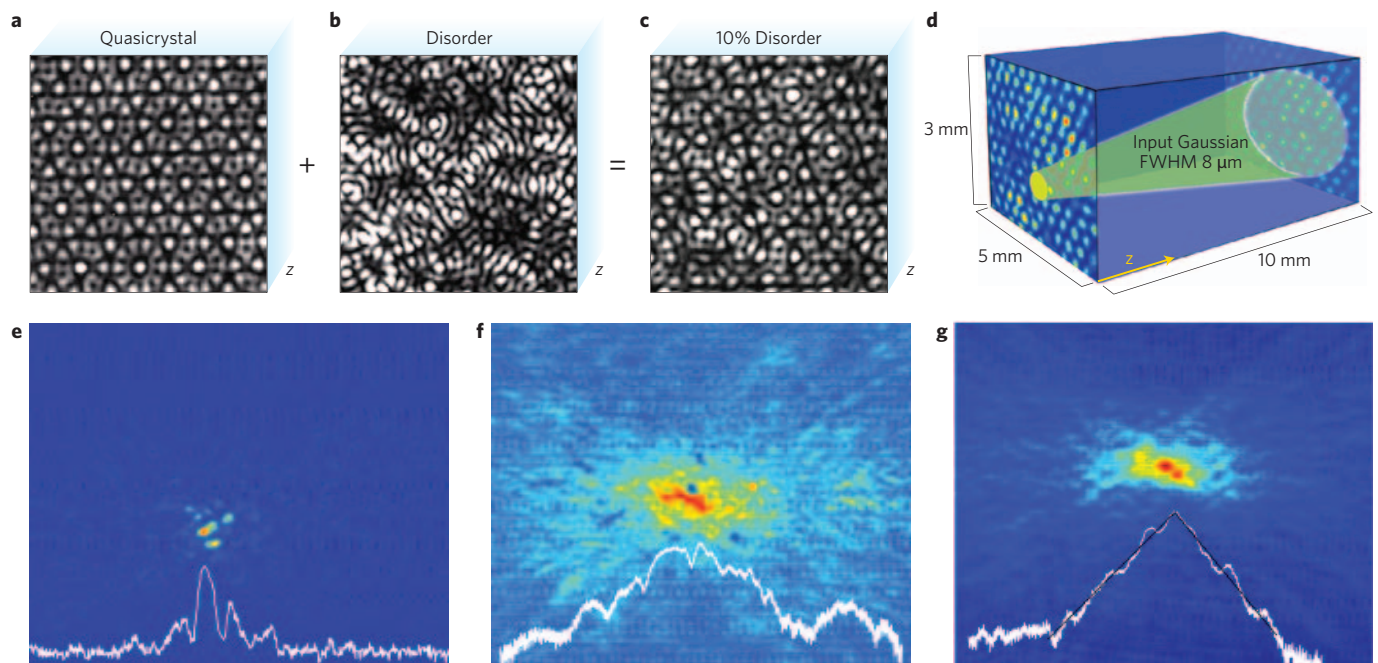 a
Quasicrystal
z
+
b
Disorder
z
=
c
10% Disorder
z
d
3 mm
Input Gaussian
FWHM 8 µm
5 mm
z
10 mm
e
f
g